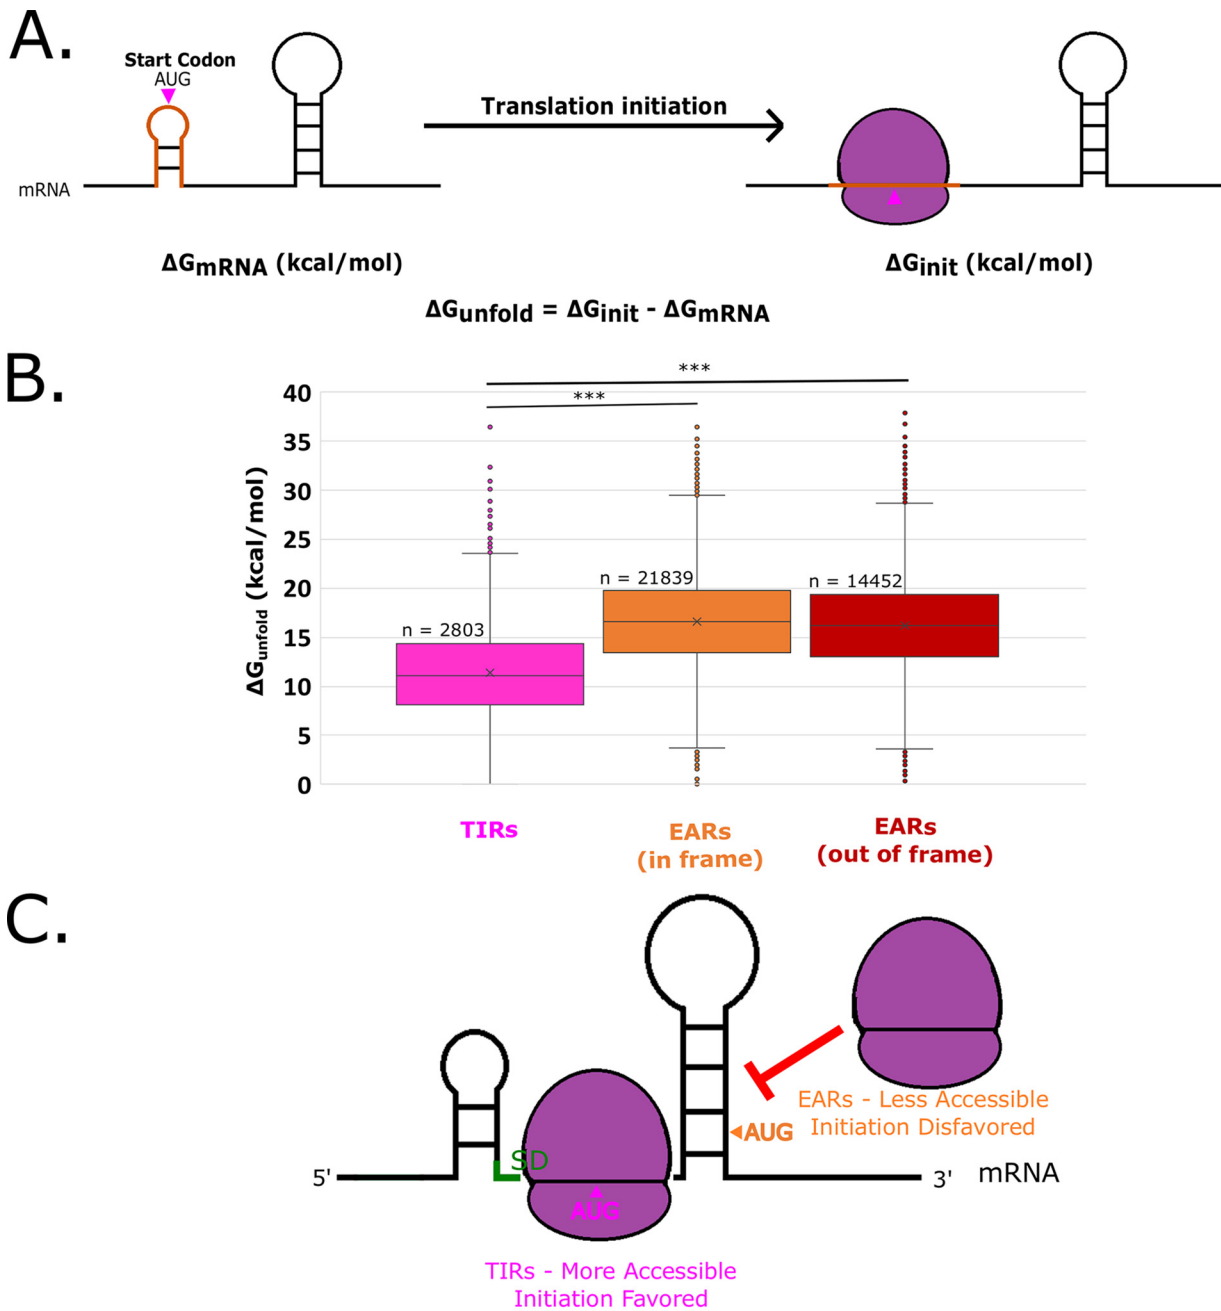 A.
Start Codon
AUG
mRNA
Translation initiation
ΔGmRNA (kcal/mol)
ΔGinit (kcal/mol)
ΔGunfold = ΔGinit - ΔGmRNA
B.
ΔGunfold (kcal/mol)
40
35
30
25
20
15
10
5
0
***
***
n = 2803
n = 21839
n = 14452
TIRs
EARs
(in frame)
EARs
(out of frame)
C.
5'
SD
AUG
AUG
EARs - Less Accessible
Initiation Disfavored
3'
mRNA
TIRs - More Accessible
Initiation Favored